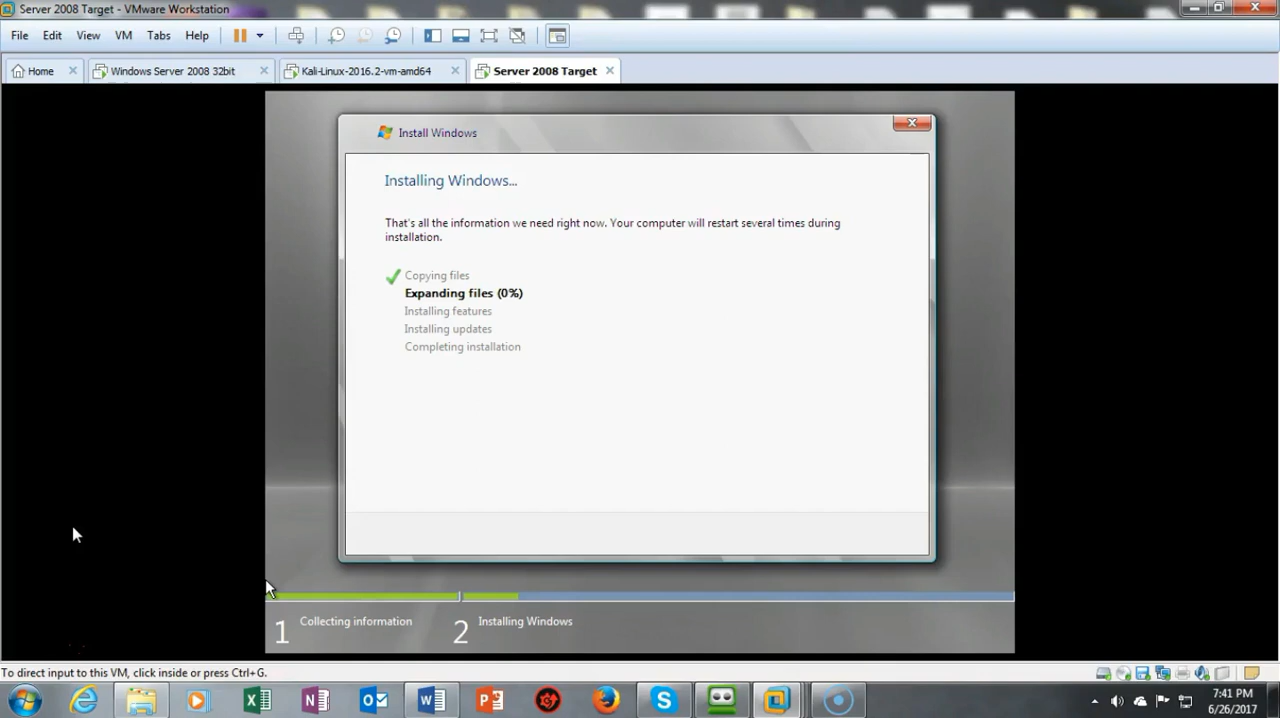 Server 2008 Target - VMware Workstation
File Edit View VM Tabs Help
Home Windows Server 2008 32bit Kali-Linux-2016.2-vm-amd64 Server 2008 Target
Install Windows
Installing Windows...
That's all the information we need right now. Your computer will restart several times during
installation.
Copying files
Expanding files (0%)
Installing features
Installing updates
Completing installation
1 Collecting information 2 Installing Windows
To direct input to this VM, click inside or press Ctrl+G.
7:41 PM
6/26/2017